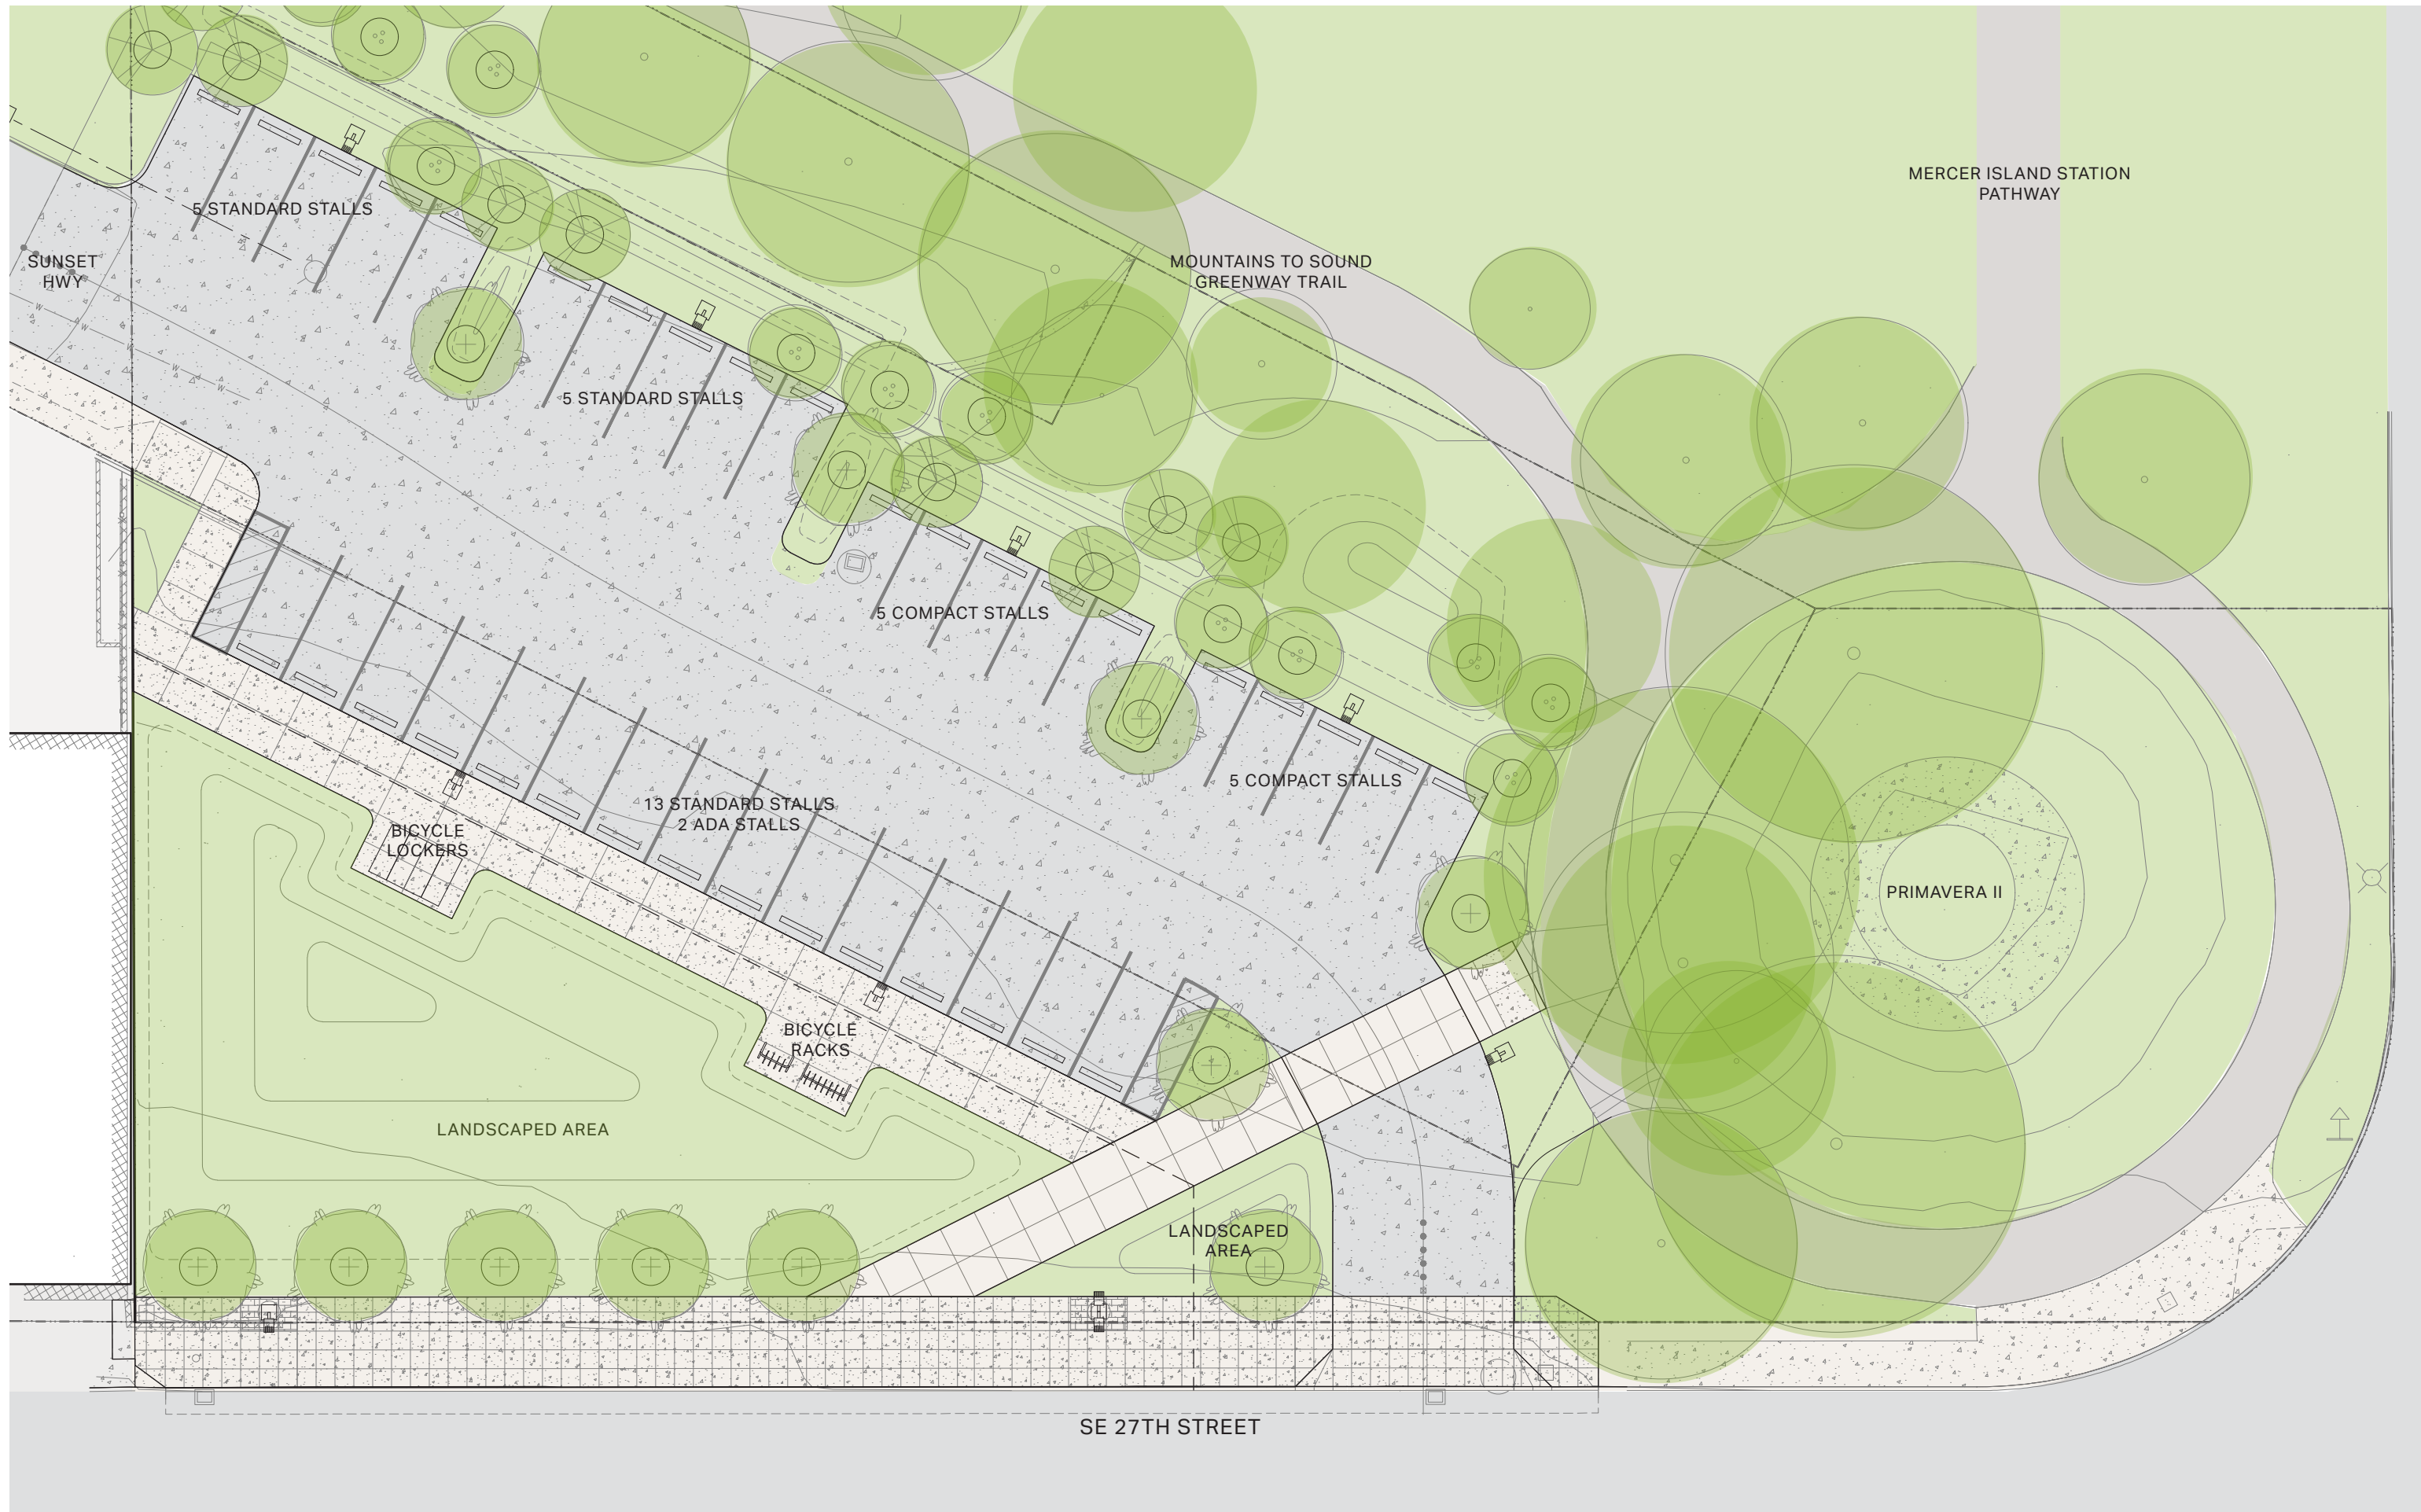 MERCER ISLAND STATION
PATHWAY
5 STANDARD STALLS
SUNSET
HWY
MOUNTAINS TO SOUND
GREENWAY TRAIL
5 STANDARD STALLS
5 COMPACT STALLS
5 COMPACT STALLS
13 STANDARD STALLS
2 ADA STALLS
BICYCLE
LOCKERS
PRIMAVERA II
BICYCLE
RACKS
LANDSCAPED AREA
LANDSCAPED
AREA
SE 27TH STREET